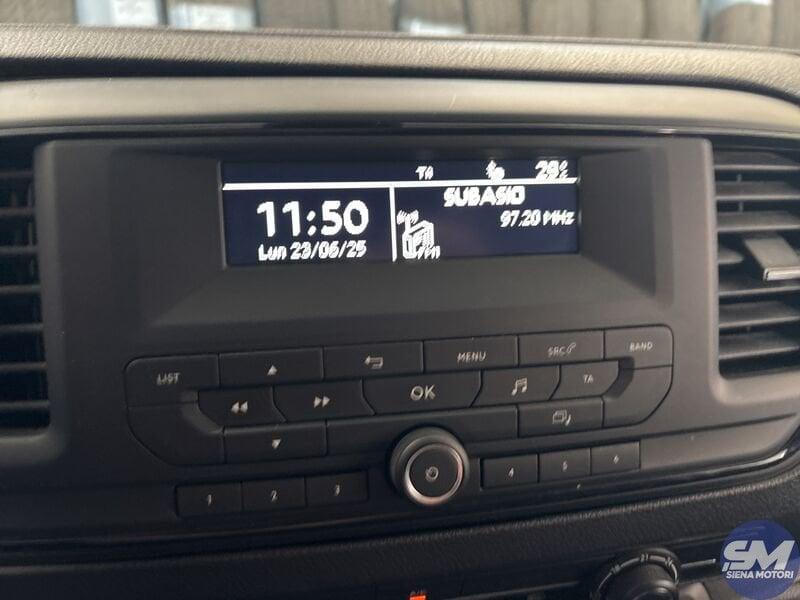 TA 29°C
11:50
Lun 23/06/25
SUBASIO
97.20 MHz
FM
LIST
MENU
SRC
BAND
OK
TA
1
2
3
4
5
6
SM
SIENA MOTORI